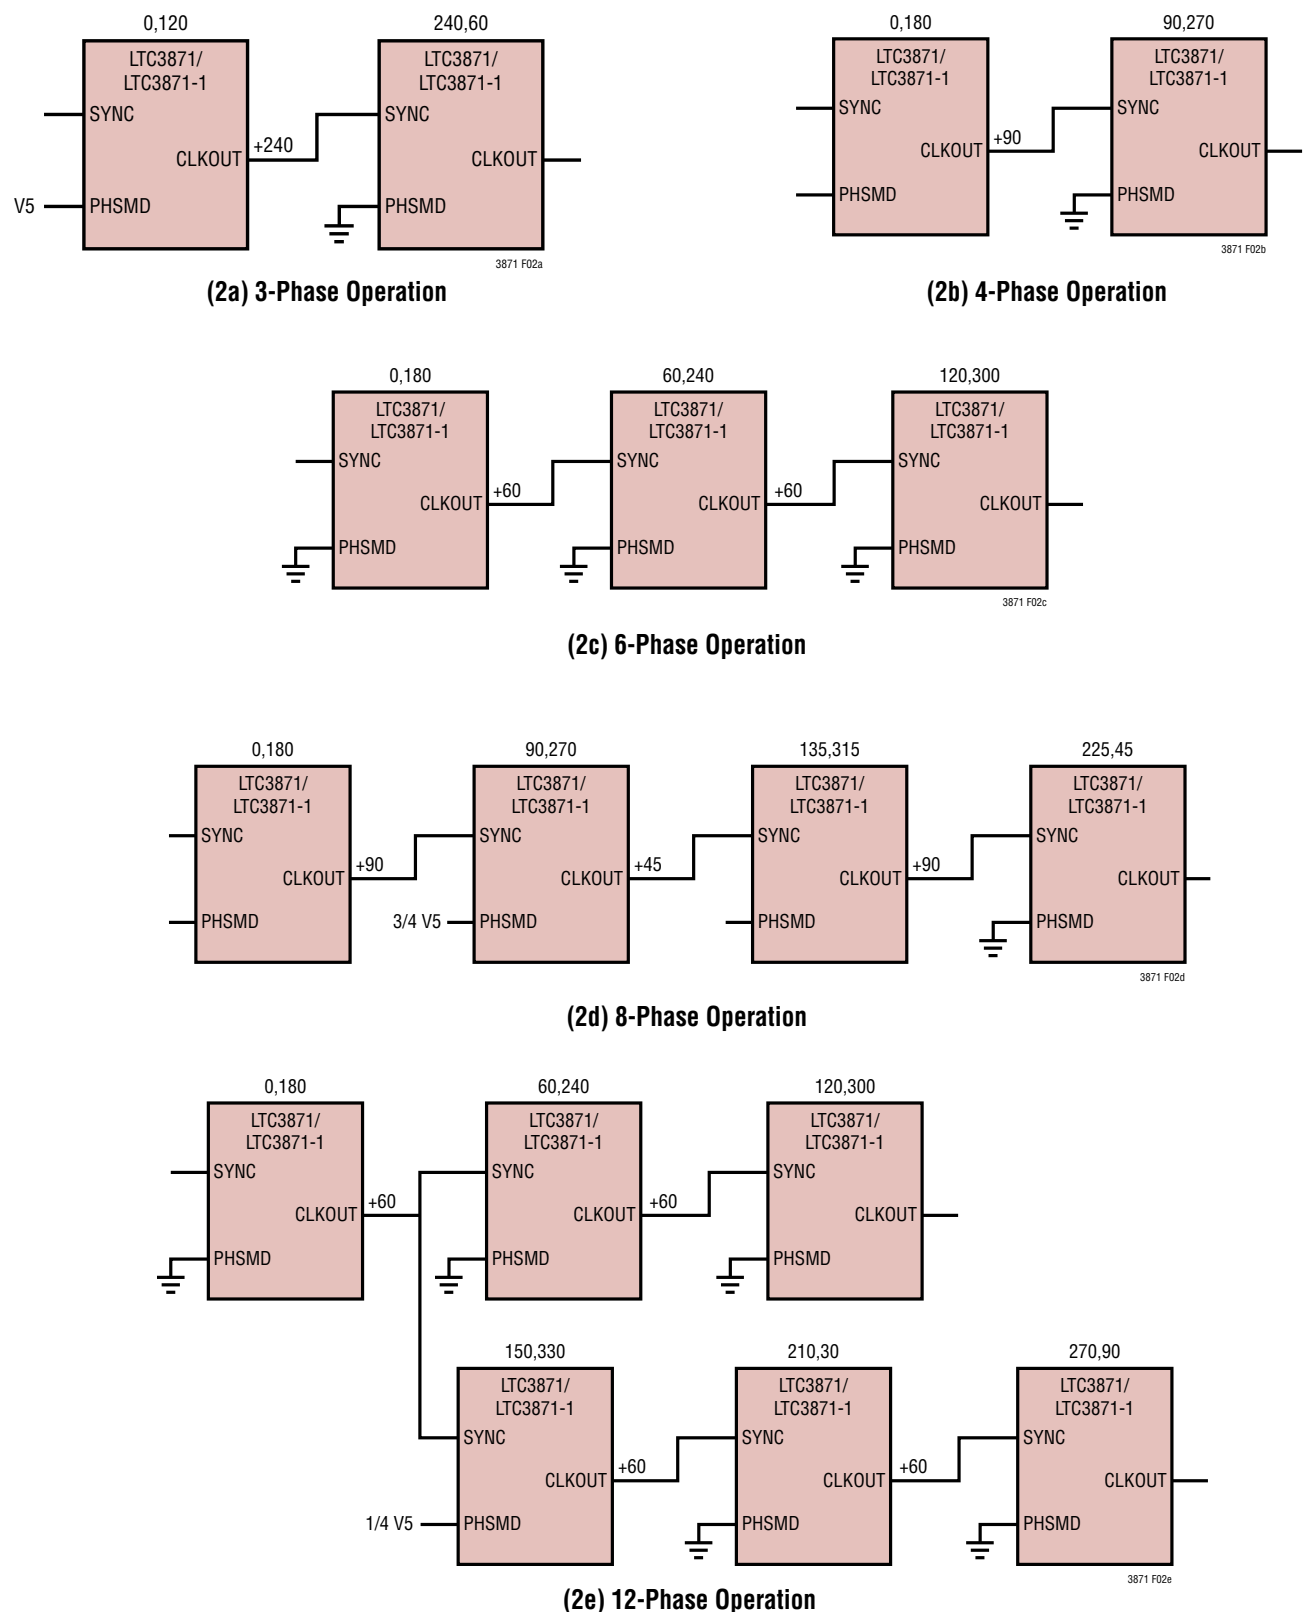 0,120
LTC3871/
LTC3871-1
SYNC
CLKOUT
+240
V5
PHSMD
240,60
LTC3871/
LTC3871-1
SYNC
CLKOUT
PHSMD
3871 F02a
(2a) 3-Phase Operation
0,180
LTC3871/
LTC3871-1
SYNC
CLKOUT
+90
PHSMD
90,270
LTC3871/
LTC3871-1
SYNC
CLKOUT
PHSMD
3871 F02b
(2b) 4-Phase Operation
0,180
LTC3871/
LTC3871-1
SYNC
CLKOUT
+60
PHSMD
60,240
LTC3871/
LTC3871-1
SYNC
CLKOUT
+60
PHSMD
120,300
LTC3871/
LTC3871-1
SYNC
CLKOUT
PHSMD
3871 F02c
(2c) 6-Phase Operation
0,180
LTC3871/
LTC3871-1
SYNC
CLKOUT
+90
PHSMD
90,270
LTC3871/
LTC3871-1
SYNC
CLKOUT
+45
3/4 V5
PHSMD
135,315
LTC3871/
LTC3871-1
SYNC
CLKOUT
+90
PHSMD
225,45
LTC3871/
LTC3871-1
SYNC
CLKOUT
PHSMD
3871 F02d
(2d) 8-Phase Operation
0,180
LTC3871/
LTC3871-1
SYNC
CLKOUT
+60
PHSMD
60,240
LTC3871/
LTC3871-1
SYNC
CLKOUT
+60
PHSMD
120,300
LTC3871/
LTC3871-1
SYNC
CLKOUT
PHSMD
150,330
LTC3871/
LTC3871-1
SYNC
CLKOUT
+60
1/4 V5
PHSMD
210,30
LTC3871/
LTC3871-1
SYNC
CLKOUT
+60
PHSMD
270,90
LTC3871/
LTC3871-1
SYNC
CLKOUT
PHSMD
3871 F02e
(2e) 12-Phase Operation